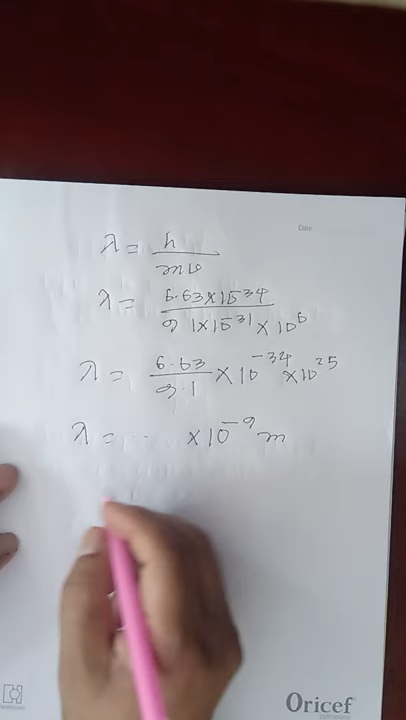 Date
λ = h / mv
λ = 6.63×10^-34 / 9.1×10^-31 × 10^6
λ = 6.63 / 9.1 × 10^-34 × 10^25
λ = ... × 10^-9 m
Oricef